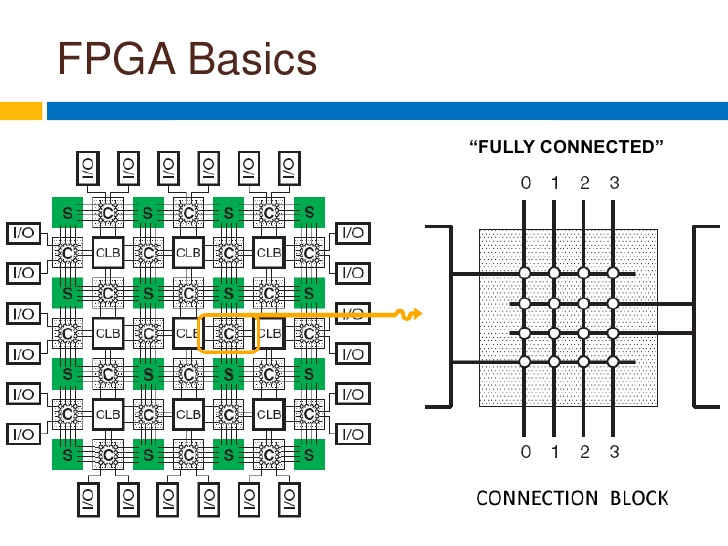 FPGA Basics
“FULLY CONNECTED”
0 1 2 3
I/O I/O I/O I/O I/O I/O
S C S C S C S
I/O I/O
C CLB C CLB C CLB C
I/O I/O
S C S C S C S
I/O I/O
C CLB C CLB C CLB C
I/O I/O
S C S C S C S
I/O I/O
C CLB C CLB C CLB C
I/O I/O
S C S C S C S
0 1 2 3
I/O I/O I/O I/O I/O I/O
CONNECTION BLOCK